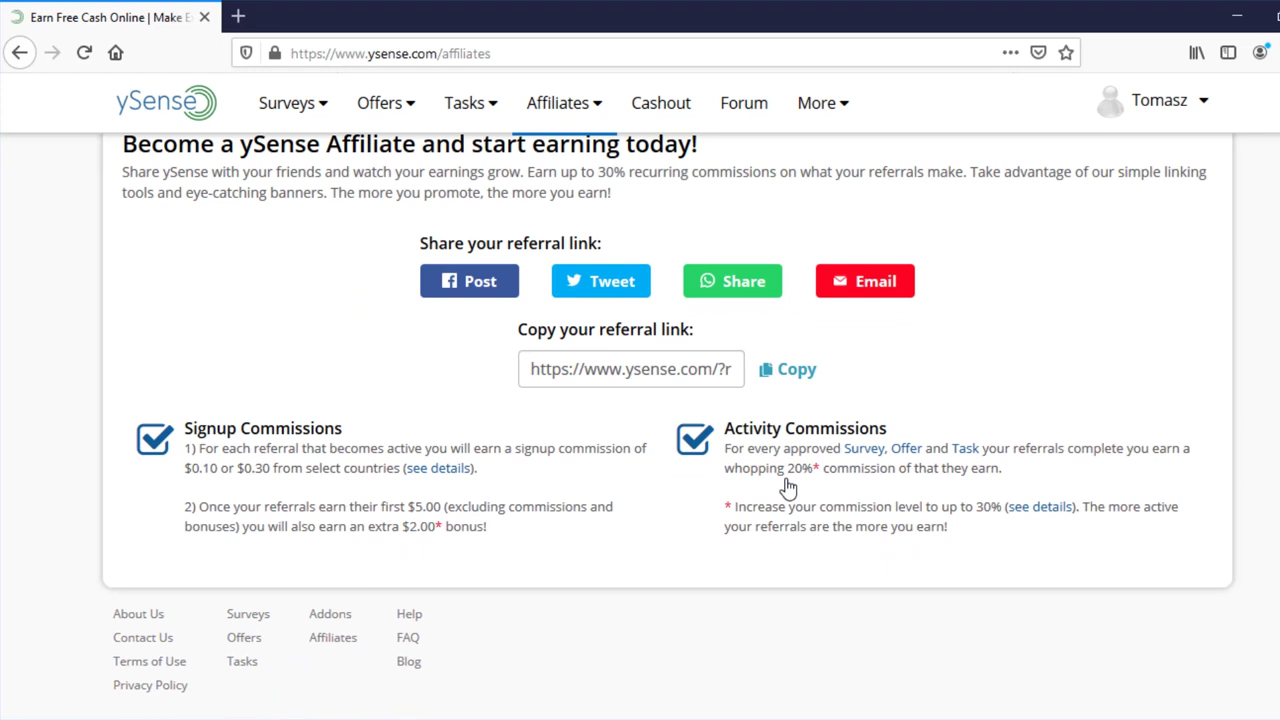 Earn Free Cash Online | Make E
https://www.ysense.com/affiliates
ySense
Surveys
Offers
Tasks
Affiliates
Cashout
Forum
More
Tomasz
Become a ySense Affiliate and start earning today!
Share ySense with your friends and watch your earnings grow. Earn up to 30% recurring commissions on what your referrals make. Take advantage of our simple linking
tools and eye-catching banners. The more you promote, the more you earn!
Share your referral link:
Post
Tweet
Share
Email
Copy your referral link:
https://www.ysense.com/?r
Copy
Signup Commissions
1) For each referral that becomes active you will earn a signup commission of
$0.10 or $0.30 from select countries (see details).
2) Once your referrals earn their first $5.00 (excluding commissions and
bonuses) you will also earn an extra $2.00* bonus!
Activity Commissions
For every approved Survey, Offer and Task your referrals complete you earn a
whopping 20%* commission of that they earn.
* Increase your commission level to up to 30% (see details). The more active
your referrals are the more you earn!
About Us
Contact Us
Terms of Use
Privacy Policy
Surveys
Offers
Tasks
Addons
Affiliates
Help
FAQ
Blog